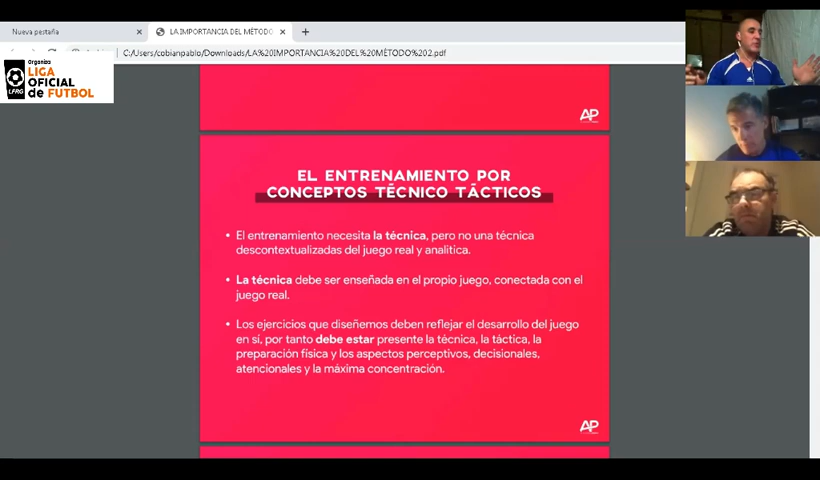 Nueva pestaña
LA IMPORTANCIA DEL MÉTODO
C:/Users/cobianpablo/Downloads/LA%20IMPORTANCIA%20DEL%20MÈTODO%202.pdf
Organiza
LIGA
OFICIAL
de FUTBOL
LFRG
AP
EL ENTRENAMIENTO POR
CONCEPTOS TÉCNICO TÁCTICOS
• El entrenamiento necesita la técnica, pero no una técnica
descontextualizadas del juego real y analítica.
• La técnica debe ser enseñada en el propio juego, conectada con el
juego real.
• Los ejercicios que diseñemos deben reflejar el desarrollo del juego
en sí, por tanto debe estar presente la técnica, la táctica, la
preparación física y los aspectos perceptivos, decisionales,
atencionales y la máxima concentración.
AP